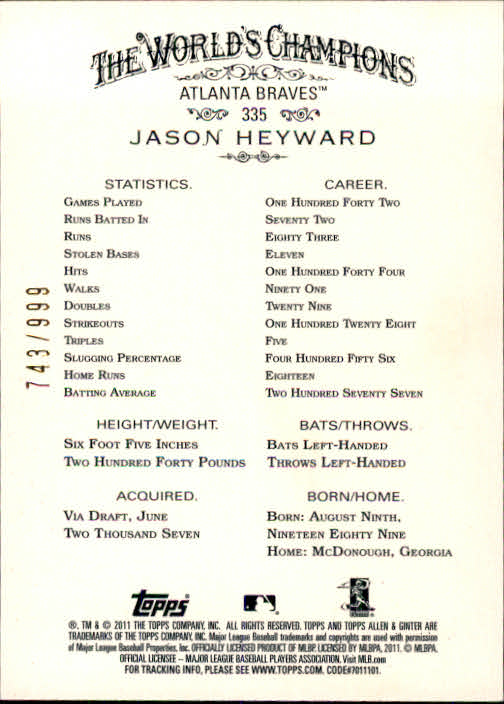 THE WORLD'S CHAMPIONS
ATLANTA BRAVES™
335
JASON HEYWARD
STATISTICS. CAREER.
GAMES PLAYED ONE HUNDRED FORTY TWO
RUNS BATTED IN SEVENTY TWO
RUNS EIGHTY THREE
STOLEN BASES ELEVEN
HITS ONE HUNDRED FORTY FOUR
WALKS NINETY ONE
DOUBLES TWENTY NINE
STRIKEOUTS ONE HUNDRED TWENTY EIGHT
TRIPLES FIVE
SLUGGING PERCENTAGE FOUR HUNDRED FIFTY SIX
HOME RUNS EIGHTEEN
BATTING AVERAGE TWO HUNDRED SEVENTY SEVEN
743/999
HEIGHT/WEIGHT. BATS/THROWS.
SIX FOOT FIVE INCHES BATS LEFT-HANDED
TWO HUNDRED FORTY POUNDS THROWS LEFT-HANDED
ACQUIRED. BORN/HOME.
VIA DRAFT, JUNE BORN: AUGUST NINTH,
TWO THOUSAND SEVEN NINETEEN EIGHTY NINE
HOME: MCDONOUGH, GEORGIA
Topps
®, TM & © 2011 THE TOPPS COMPANY, INC. ALL RIGHTS RESERVED. TOPPS AND TOPPS ALLEN & GINTER ARE
TRADEMARKS OF THE TOPPS COMPANY, INC. Major League Baseball trademarks and copyrights are used with permission
of Major League Baseball Properties, Inc. OFFICIALLY LICENSED PRODUCT OF MLBP. LICENSED BY MLBPA, 2011. © MLBPA.
OFFICIAL LICENSEE – MAJOR LEAGUE BASEBALL PLAYERS ASSOCIATION. Visit MLB.com
FOR TRACKING INFO, PLEASE SEE WWW.TOPPS.COM. CODE#7011101.